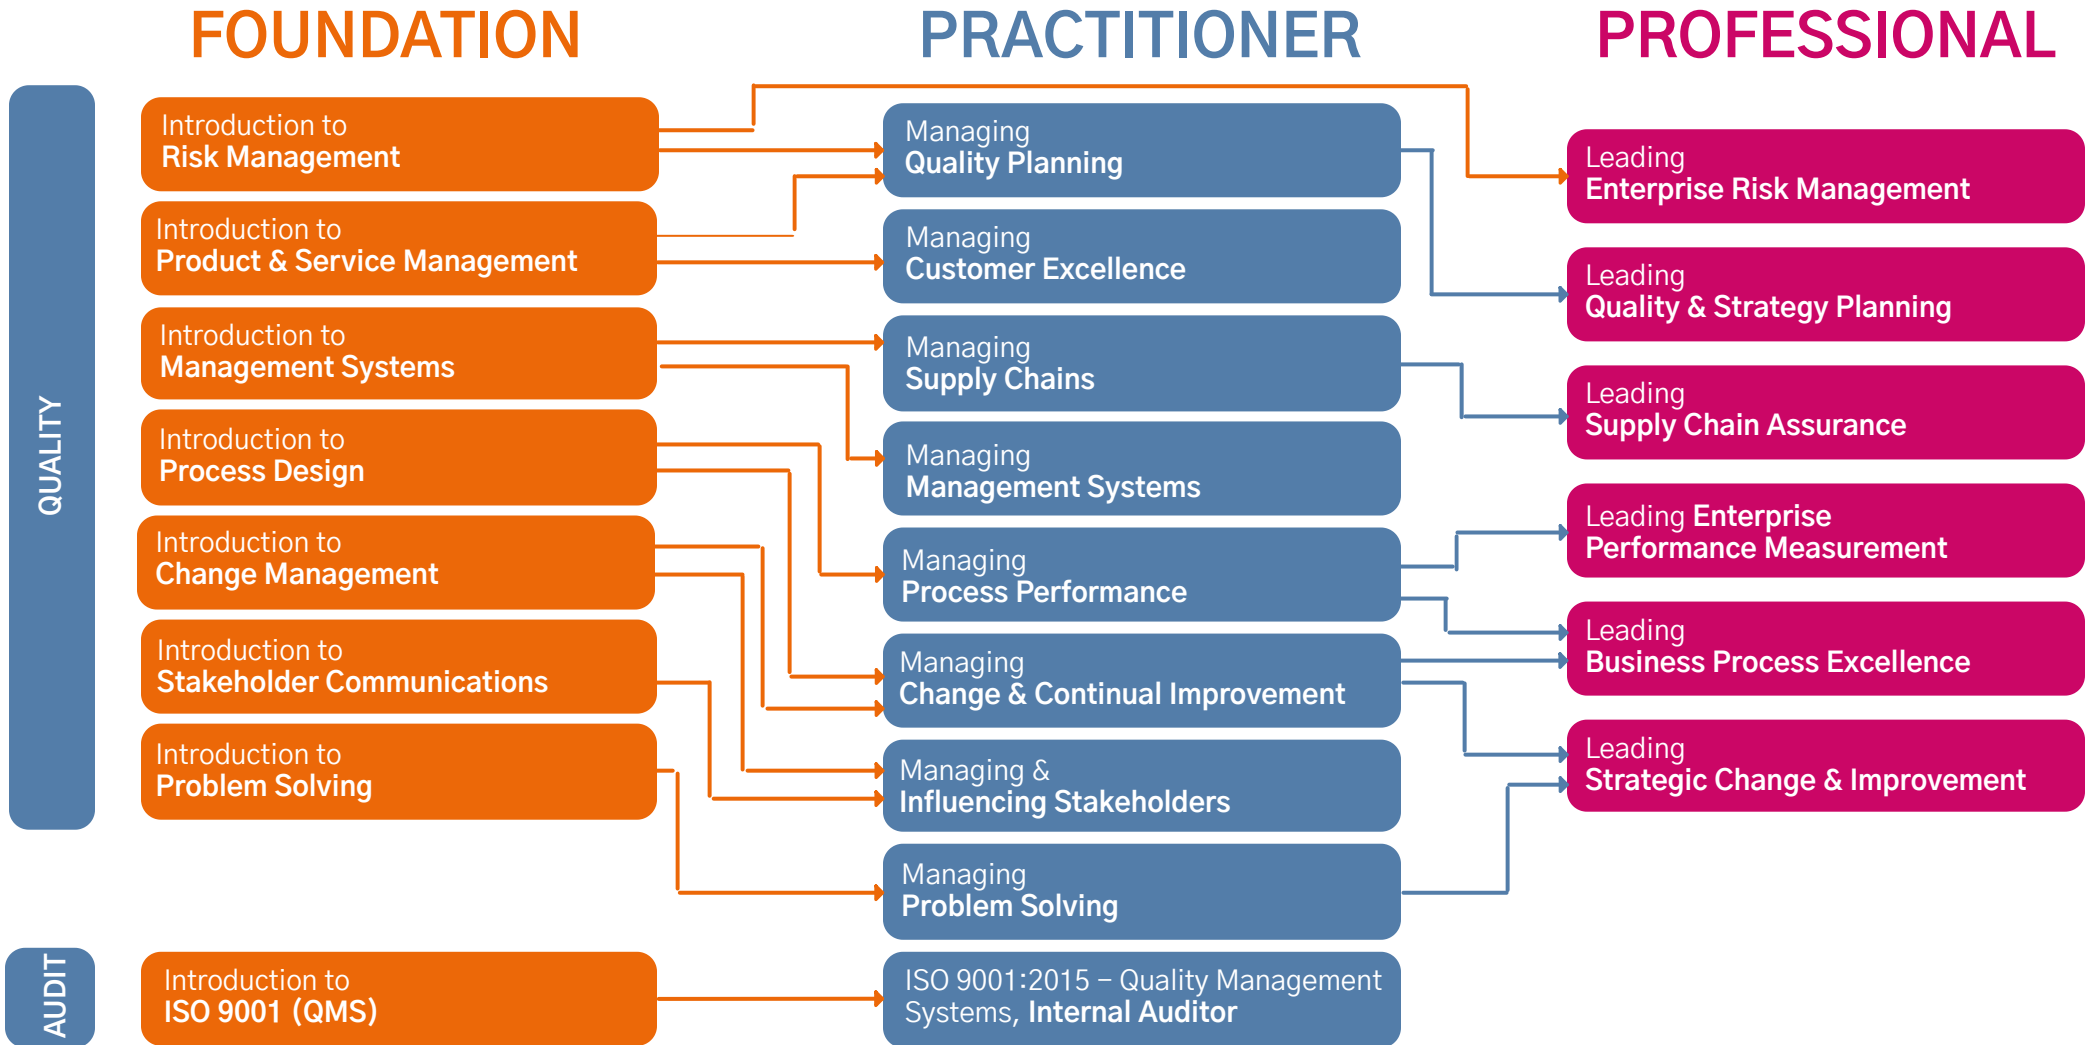 FOUNDATION
PRACTITIONER
PROFESSIONAL
QUALITY
Introduction to
Risk Management
Introduction to
Product & Service Management
Introduction to
Management Systems
Introduction to
Process Design
Introduction to
Change Management
Introduction to
Stakeholder Communications
Introduction to
Problem Solving
Managing
Quality Planning
Managing
Customer Excellence
Managing
Supply Chains
Managing
Management Systems
Managing
Process Performance
Managing
Change & Continual Improvement
Managing &
Influencing Stakeholders
Managing
Problem Solving
Leading
Enterprise Risk Management
Leading
Quality & Strategy Planning
Leading
Supply Chain Assurance
Leading Enterprise
Performance Measurement
Leading
Business Process Excellence
Leading
Strategic Change & Improvement
AUDIT
Introduction to
ISO 9001 (QMS)
ISO 9001:2015 – Quality Management
Systems, Internal Auditor